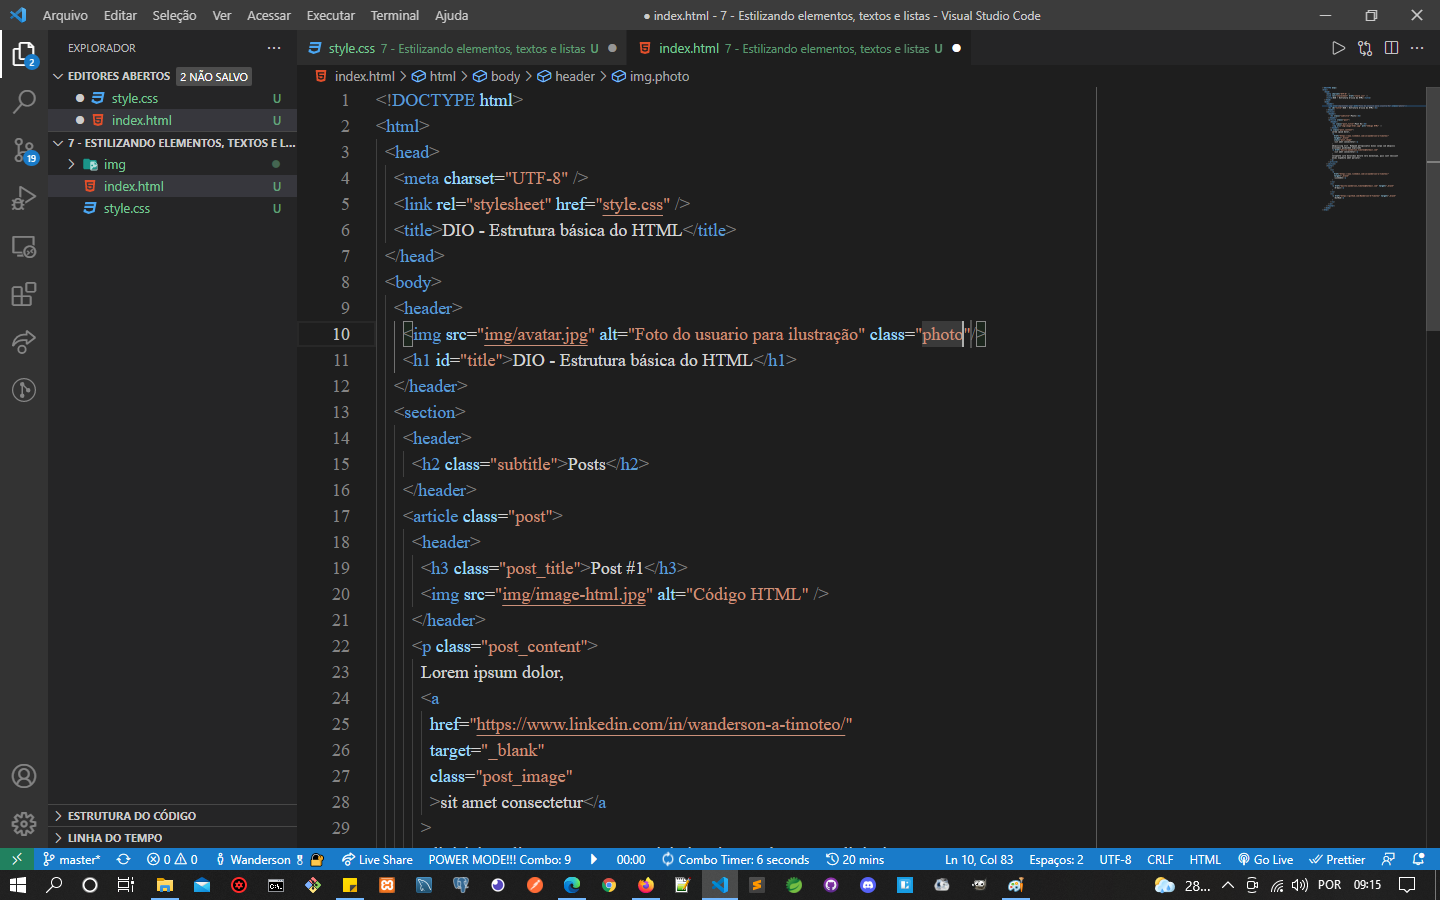 Arquivo Editar Seleção Ver Acessar Executar Terminal Ajuda
● index.html - 7 - Estilizando elementos, textos e listas - Visual Studio Code
EXPLORADOR
EDITORES ABERTOS 2 NÃO SALVO
style.css U
index.html U
7 - ESTILIZANDO ELEMENTOS, TEXTOS E L...
img
index.html U
style.css U
ESTRUTURA DO CÓDIGO
LINHA DO TEMPO
2
19
style.css 7 - Estilizando elementos, textos e listas U
index.html 7 - Estilizando elementos, textos e listas U
index.html > html > body > header > img.photo
1 <!DOCTYPE html>
2 <html>
3 <head>
4 <meta charset="UTF-8" />
5 <link rel="stylesheet" href="style.css" />
6 <title>DIO - Estrutura básica do HTML</title>
7 </head>
8 <body>
9 <header>
10 <img src="img/avatar.jpg" alt="Foto do usuario para ilustração" class="photo"/>
11 <h1 id="title">DIO - Estrutura básica do HTML</h1>
12 </header>
13 <section>
14 <header>
15 <h2 class="subtitle">Posts</h2>
16 </header>
17 <article class="post">
18 <header>
19 <h3 class="post_title">Post #1</h3>
20 <img src="img/image-html.jpg" alt="Código HTML" />
21 </header>
22 <p class="post_content">
23 Lorem ipsum dolor,
24 <a
25 href="https://www.linkedin.com/in/wanderson-a-timoteo/"
26 target="_blank"
27 class="post_image"
28 >sit amet consectetur</a
29 >
master* 0 0 Wanderson Live Share POWER MODE!!! Combo: 9 00:00 Combo Timer: 6 seconds 20 mins Ln 10, Col 83 Espaços: 2 UTF-8 CRLF HTML Go Live Prettier
28... POR 09:15